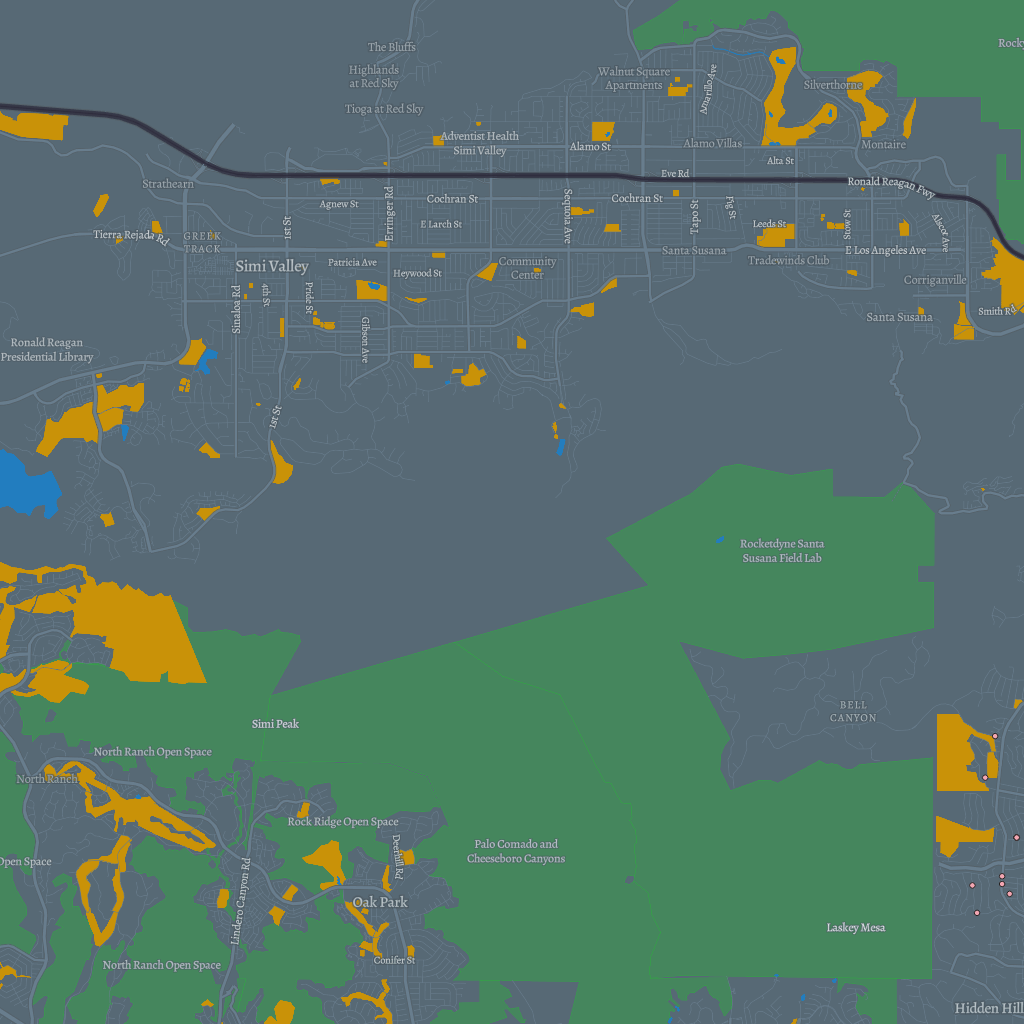 Rocky
The Bluffs
Highlands
at Red Sky
Walnut Square
Apartments
Amarillo Ave
Silverthorne
Tioga at Red Sky
Adventist Health
Simi Valley
Alamo St
Alamo Villas
Montaire
Alta St
Eve Rd
Strathearn
Ronald Reagan Fwy
Agnew St
Erringer Rd
Cochran St
Sequoia Ave
Cochran St
Tapo St
Fig St
Stow St
Alscot Ave
1st St
E Larch St
Leeds St
Tierra Rejada Rd
GREEK
TRACK
Santa Susana
E Los Angeles Ave
Simi Valley
Patricia Ave
Heywood St
Community
Center
Tradewinds Club
Corriganville
Sinaloa Rd
4th St
Pride St
Gibson Ave
Santa Susana
Smith Rd
Ronald Reagan
Presidential Library
1st St
Rocketdyne Santa
Susana Field Lab
BELL
CANYON
Simi Peak
North Ranch Open Space
North Ranch
Rock Ridge Open Space
Deerhill Rd
Palo Comado and
Cheeseboro Canyons
Open Space
Lindero Canyon Rd
Oak Park
Laskey Mesa
Conifer St
North Ranch Open Space
Hidden Hill